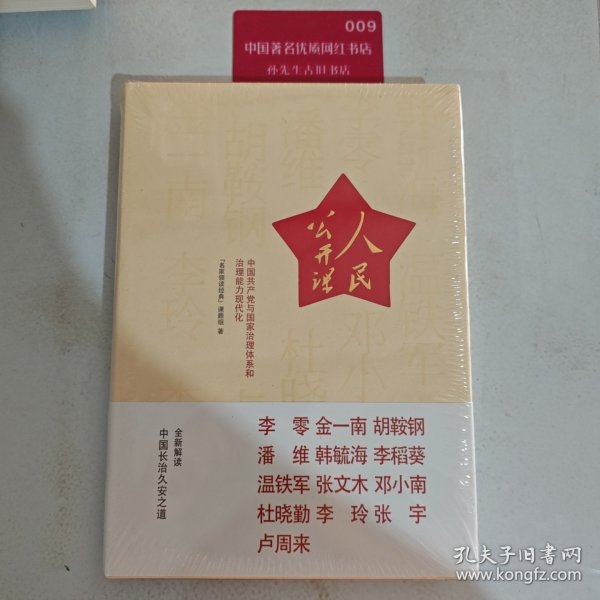 009
中国著名优质网红书店
孙先生古旧书店
人民
公开课
中国共产党与国家治理体系和
治理能力现代化
「名家领读经典」课题组 著
全新解读
中国长治久安之道
李 零 金一南 胡鞍钢
潘 维 韩毓海 李稻葵
温铁军 张文木 邓小南
杜晓勤 李 玲 张 宇
卢周来
孔夫子旧书网
www.kongfz.com